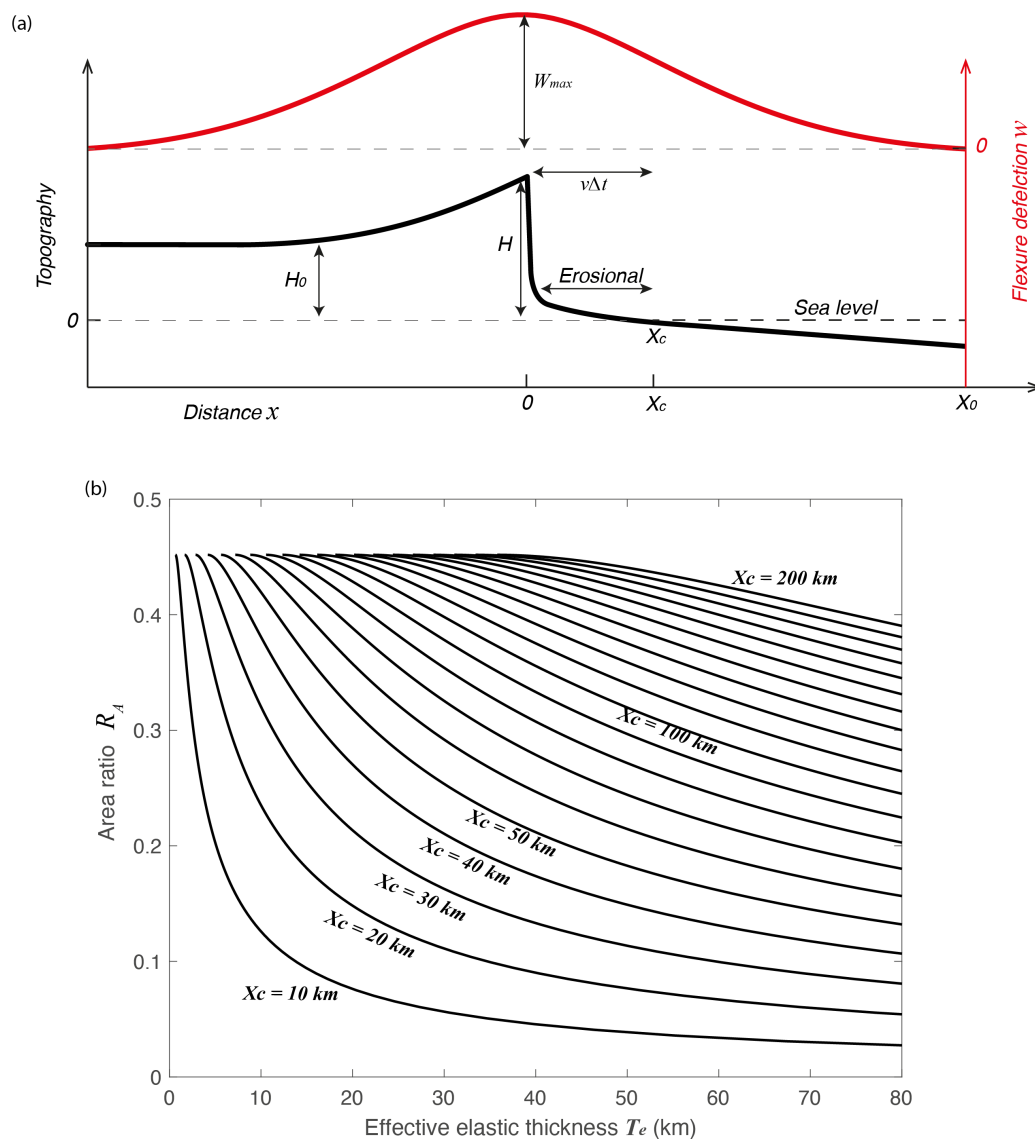 (a)
Wmax
0
vΔt
Topography
Flexure defelction w
H
H0
Erosional
Sea level
0
Xc
Distance x
0
Xc
X0
(b)
0.5
Xc = 200 km
0.4
Area ratio RA
0.3
Xc = 100 km
0.2
Xc = 50 km
Xc = 40 km
Xc = 30 km
Xc = 20 km
0.1
Xc = 10 km
0
0 10 20 30 40 50 60 70 80
Effective elastic thickness Te (km)